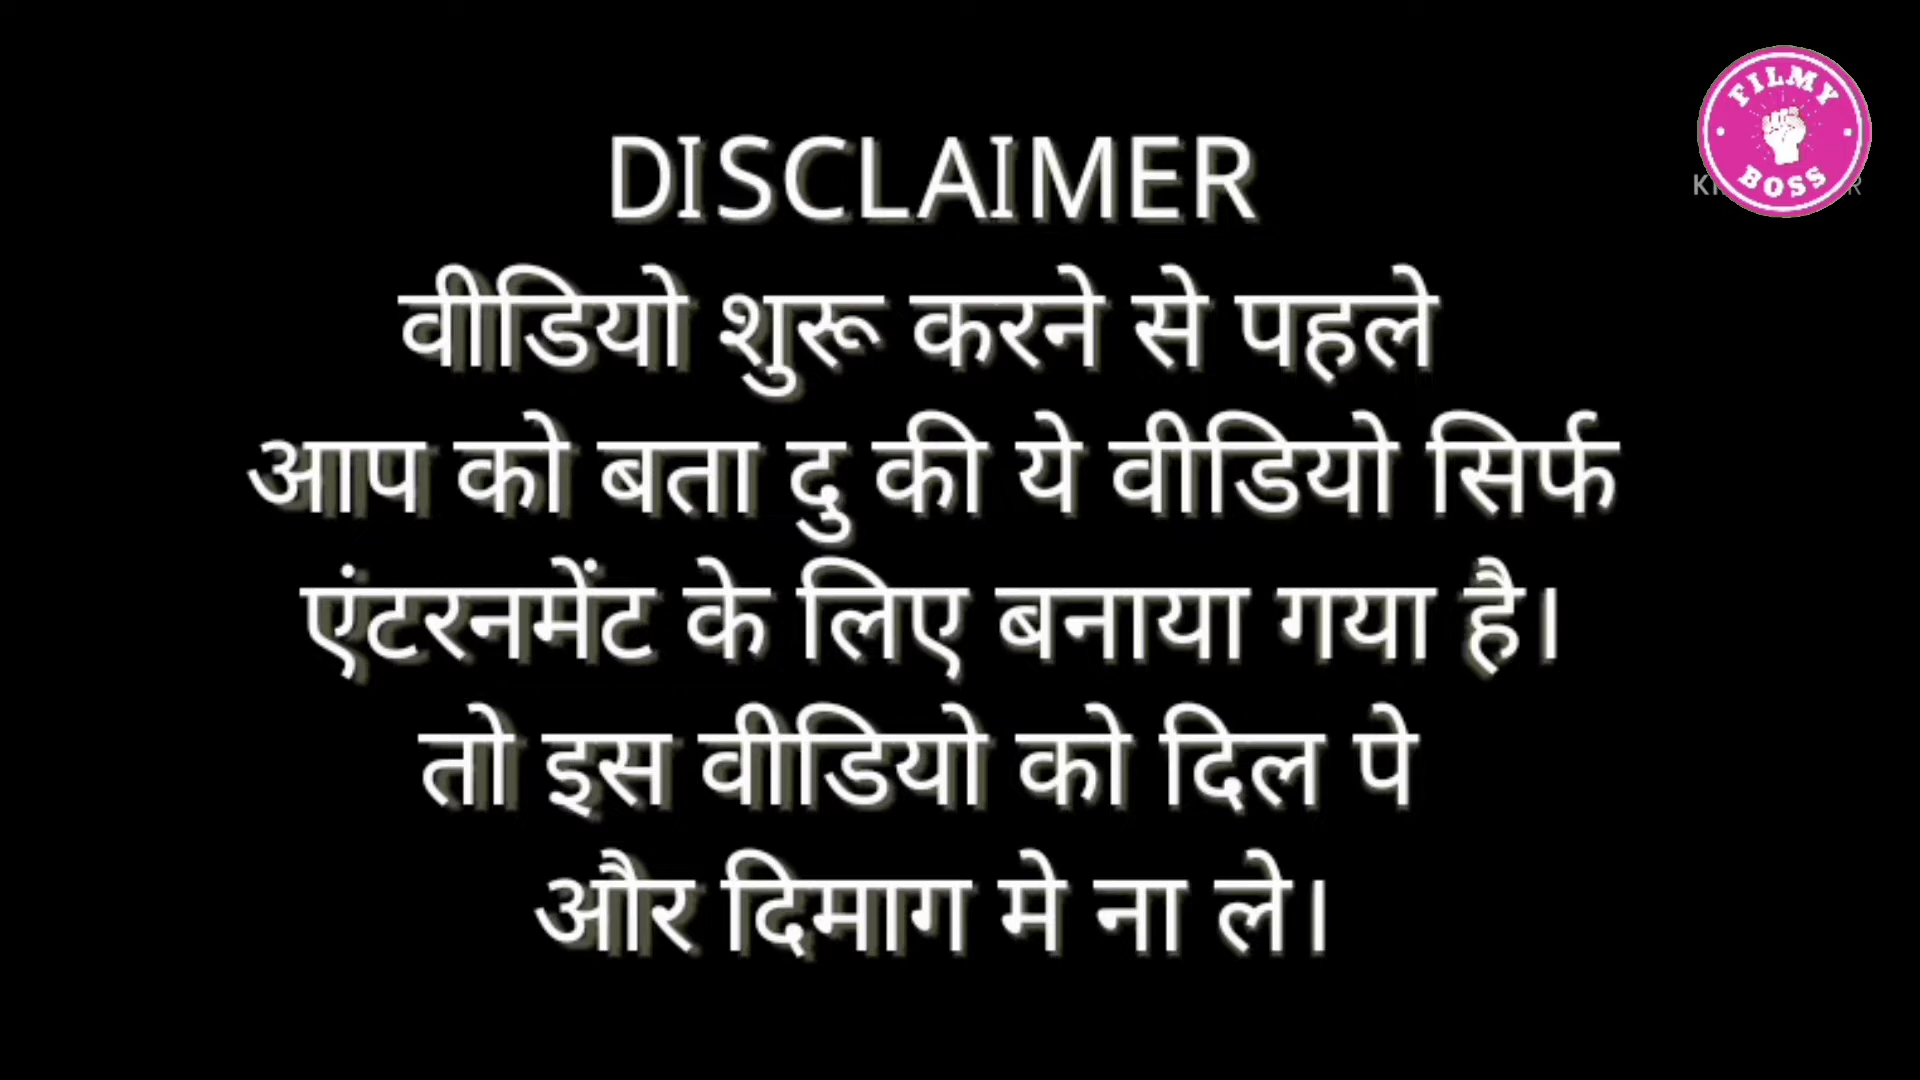 FILMY
BOSS
DISCLAIMER
वीडियो शुरू करने से पहले
आप को बता दु की ये वीडियो सिर्फ
एंटरनमेंट के लिए बनाया गया है।
तो इस वीडियो को दिल पे
और दिमाग मे ना ले।